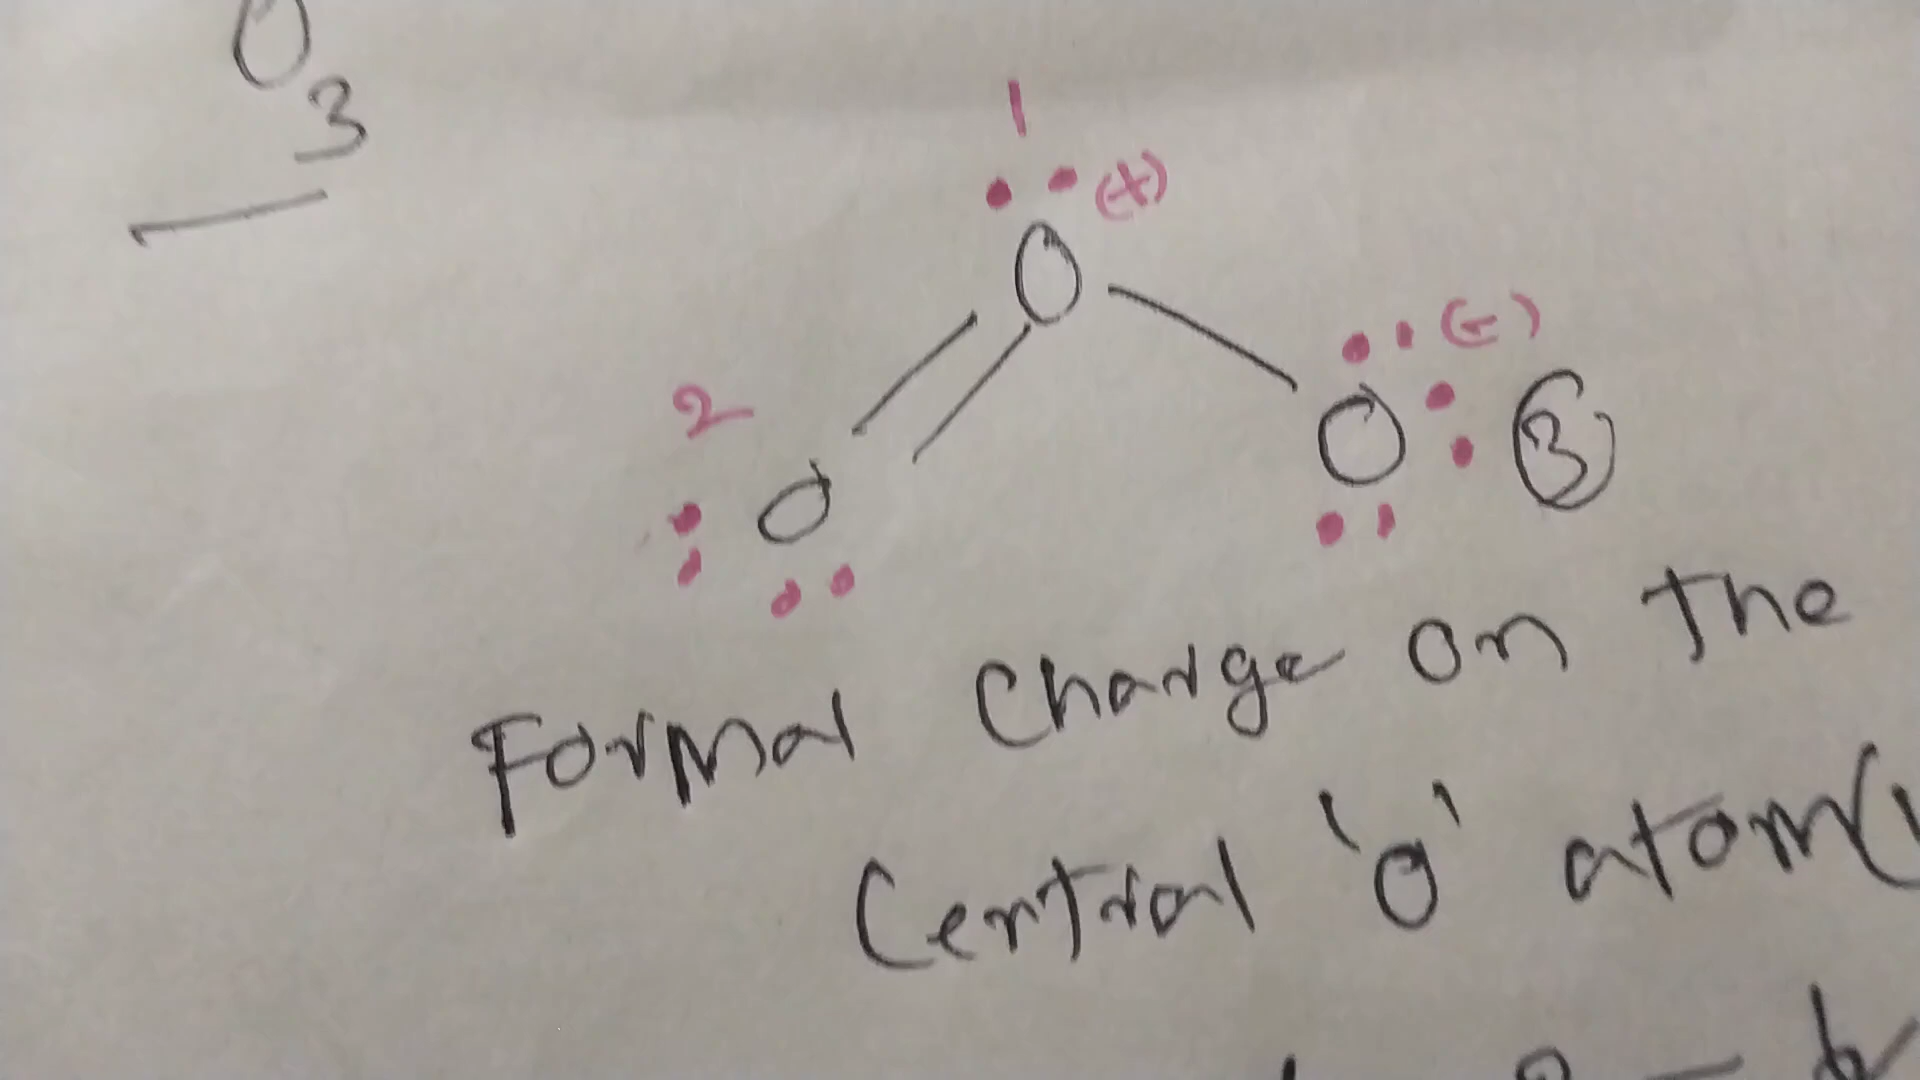 O3
1
(+)
O
(-)
2
O
O 3
Formal Charge on the
Central 'O' atom(